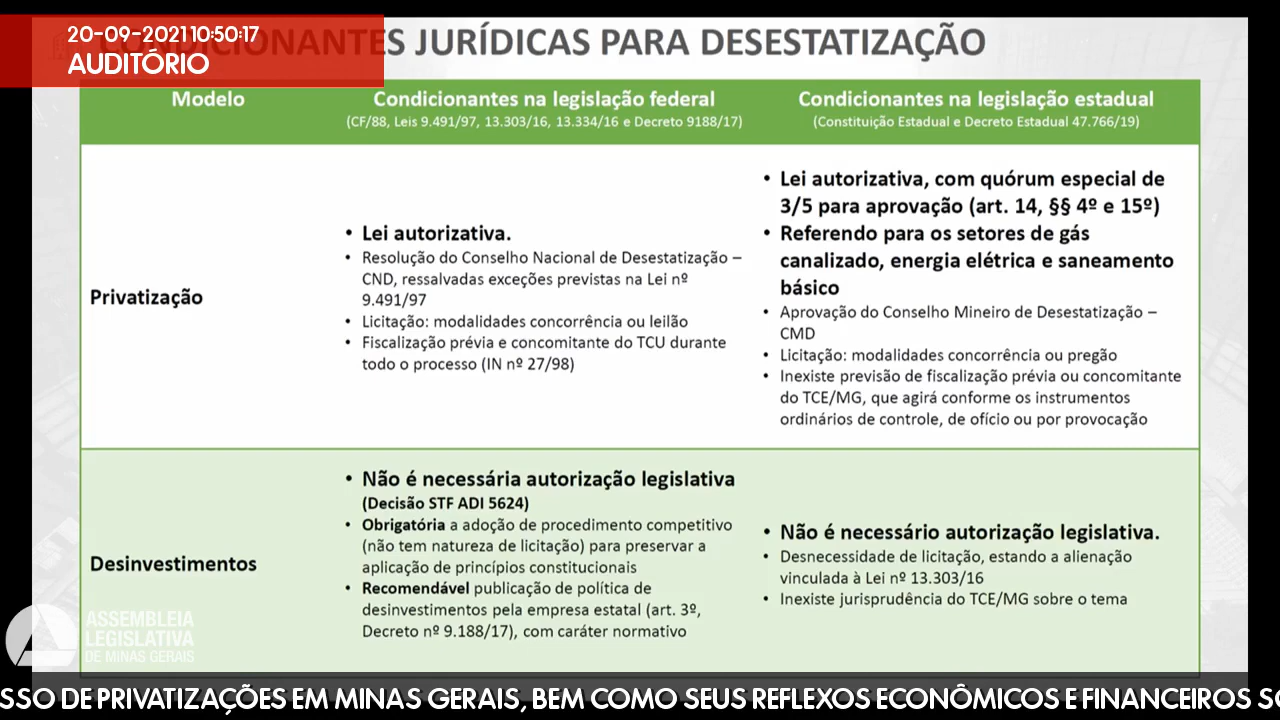 20-09-2021 10:50:17
AUDITÓRIO
CONDICIONANTES JURÍDICAS PARA DESESTATIZAÇÃO
Modelo
Condicionantes na legislação federal
(CF/88, Leis 9.491/97, 13.303/16, 13.334/16 e Decreto 9188/17)
Condicionantes na legislação estadual
(Constituição Estadual e Decreto Estadual 47.766/19)
Privatização
• Lei autorizativa.
• Resolução do Conselho Nacional de Desestatização –
CND, ressalvadas exceções previstas na Lei nº
9.491/97
• Licitação: modalidades concorrência ou leilão
• Fiscalização prévia e concomitante do TCU durante
todo o processo (IN nº 27/98)
• Lei autorizativa, com quórum especial de
3/5 para aprovação (art. 14, §§ 4º e 15º)
• Referendo para os setores de gás
canalizado, energia elétrica e saneamento
básico
• Aprovação do Conselho Mineiro de Desestatização –
CMD
• Licitação: modalidades concorrência ou pregão
• Inexiste previsão de fiscalização prévia ou concomitante
do TCE/MG, que agirá conforme os instrumentos
ordinários de controle, de ofício ou por provocação
Desinvestimentos
• Não é necessária autorização legislativa
(Decisão STF ADI 5624)
• Obrigatória a adoção de procedimento competitivo
(não tem natureza de licitação) para preservar a
aplicação de princípios constitucionais
• Recomendável publicação de política de
desinvestimentos pela empresa estatal (art. 3º,
Decreto nº 9.188/17), com caráter normativo
• Não é necessário autorização legislativa.
• Desnecessidade de licitação, estando a alienação
vinculada à Lei nº 13.303/16
• Inexiste jurisprudência do TCE/MG sobre o tema
ASSEMBLEIA
LEGISLATIVA
DE MINAS GERAIS
SSO DE PRIVATIZAÇÕES EM MINAS GERAIS, BEM COMO SEUS REFLEXOS ECONÔMICOS E FINANCEIROS SO